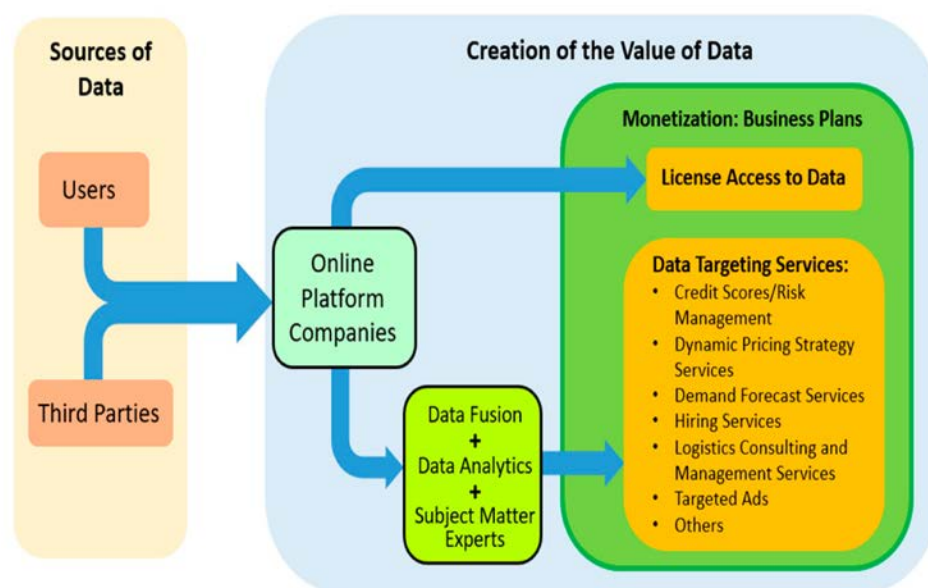 Sources of
Data
Users
Third Parties
Creation of the Value of Data
Online
Platform
Companies
Data Fusion
+
Data Analytics
+
Subject Matter
Experts
Monetization: Business Plans
License Access to Data
Data Targeting Services:
• Credit Scores/Risk
Management
• Dynamic Pricing Strategy
Services
• Demand Forecast Services
• Hiring Services
• Logistics Consulting and
Management Services
• Targeted Ads
• Others